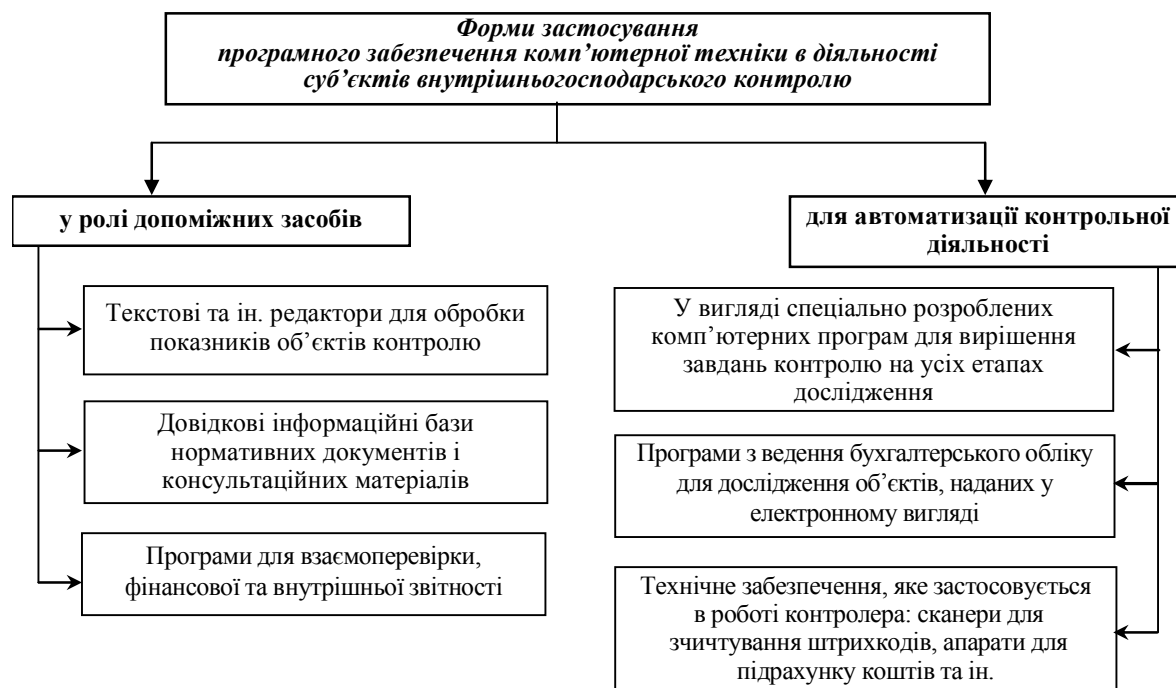 Форми застосування
програмного забезпечення комп’ютерної техніки в діяльності
суб’єктів внутрішньогосподарського контролю
у ролі допоміжних засобів
Текстові та ін. редактори для обробки
показників об’єктів контролю
Довідкові інформаційні бази
нормативних документів і
консультаційних матеріалів
Програми для взаємоперевірки,
фінансової та внутрішньої звітності
для автоматизації контрольної
діяльності
У вигляді спеціально розроблених
комп’ютерних програм для вирішення
завдань контролю на усіх етапах
дослідження
Програми з ведення бухгалтерського обліку
для дослідження об’єктів, наданих у
електронному вигляді
Технічне забезпечення, яке застосовується
в роботі контролера: сканери для
зчитування штрихкодів, апарати для
підрахунку коштів та ін.